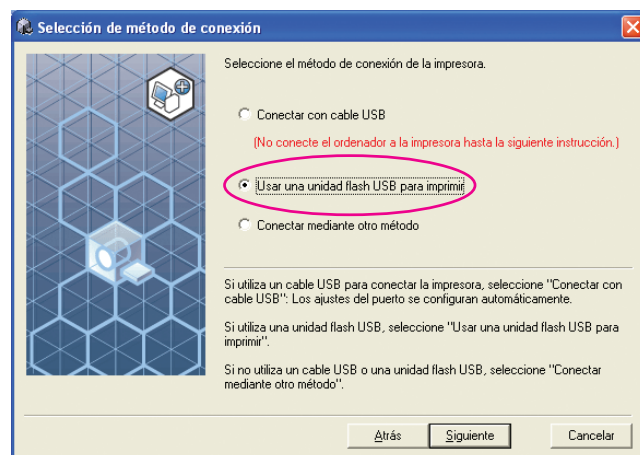 Selección de método de conexión
Seleccione el método de conexión de la impresora.
Conectar con cable USB
(No conecte el ordenador a la impresora hasta la siguiente instrucción.)
Usar una unidad flash USB para imprimir
Conectar mediante otro método
Si utiliza un cable USB para conectar la impresora, seleccione "Conectar con
cable USB": Los ajustes del puerto se configuran automáticamente.
Si utiliza una unidad flash USB, seleccione "Usar una unidad flash USB para
imprimir".
Si no utiliza un cable USB o una unidad flash USB, seleccione "Conectar
mediante otro método".
Atrás Siguiente Cancelar